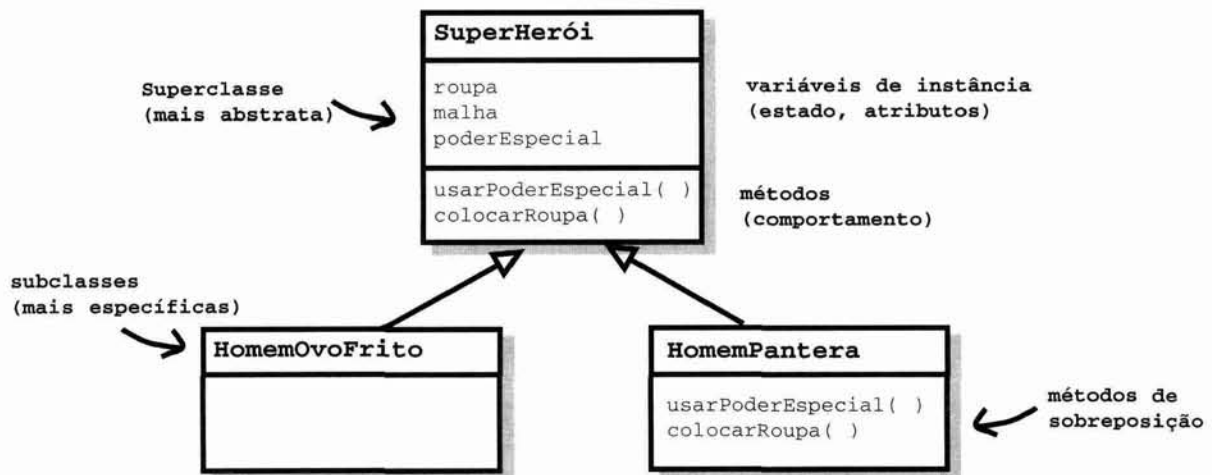 SuperHerói
Superclasse
(mais abstrata)
roupa
malha
poderEspecial
variáveis de instância
(estado, atributos)
usarPoderEspecial( )
colocarRoupa( )
métodos
(comportamento)
subclasses
(mais específicas)
HomemOvoFrito
HomemPantera
usarPoderEspecial( )
colocarRoupa( )
métodos de
sobreposição